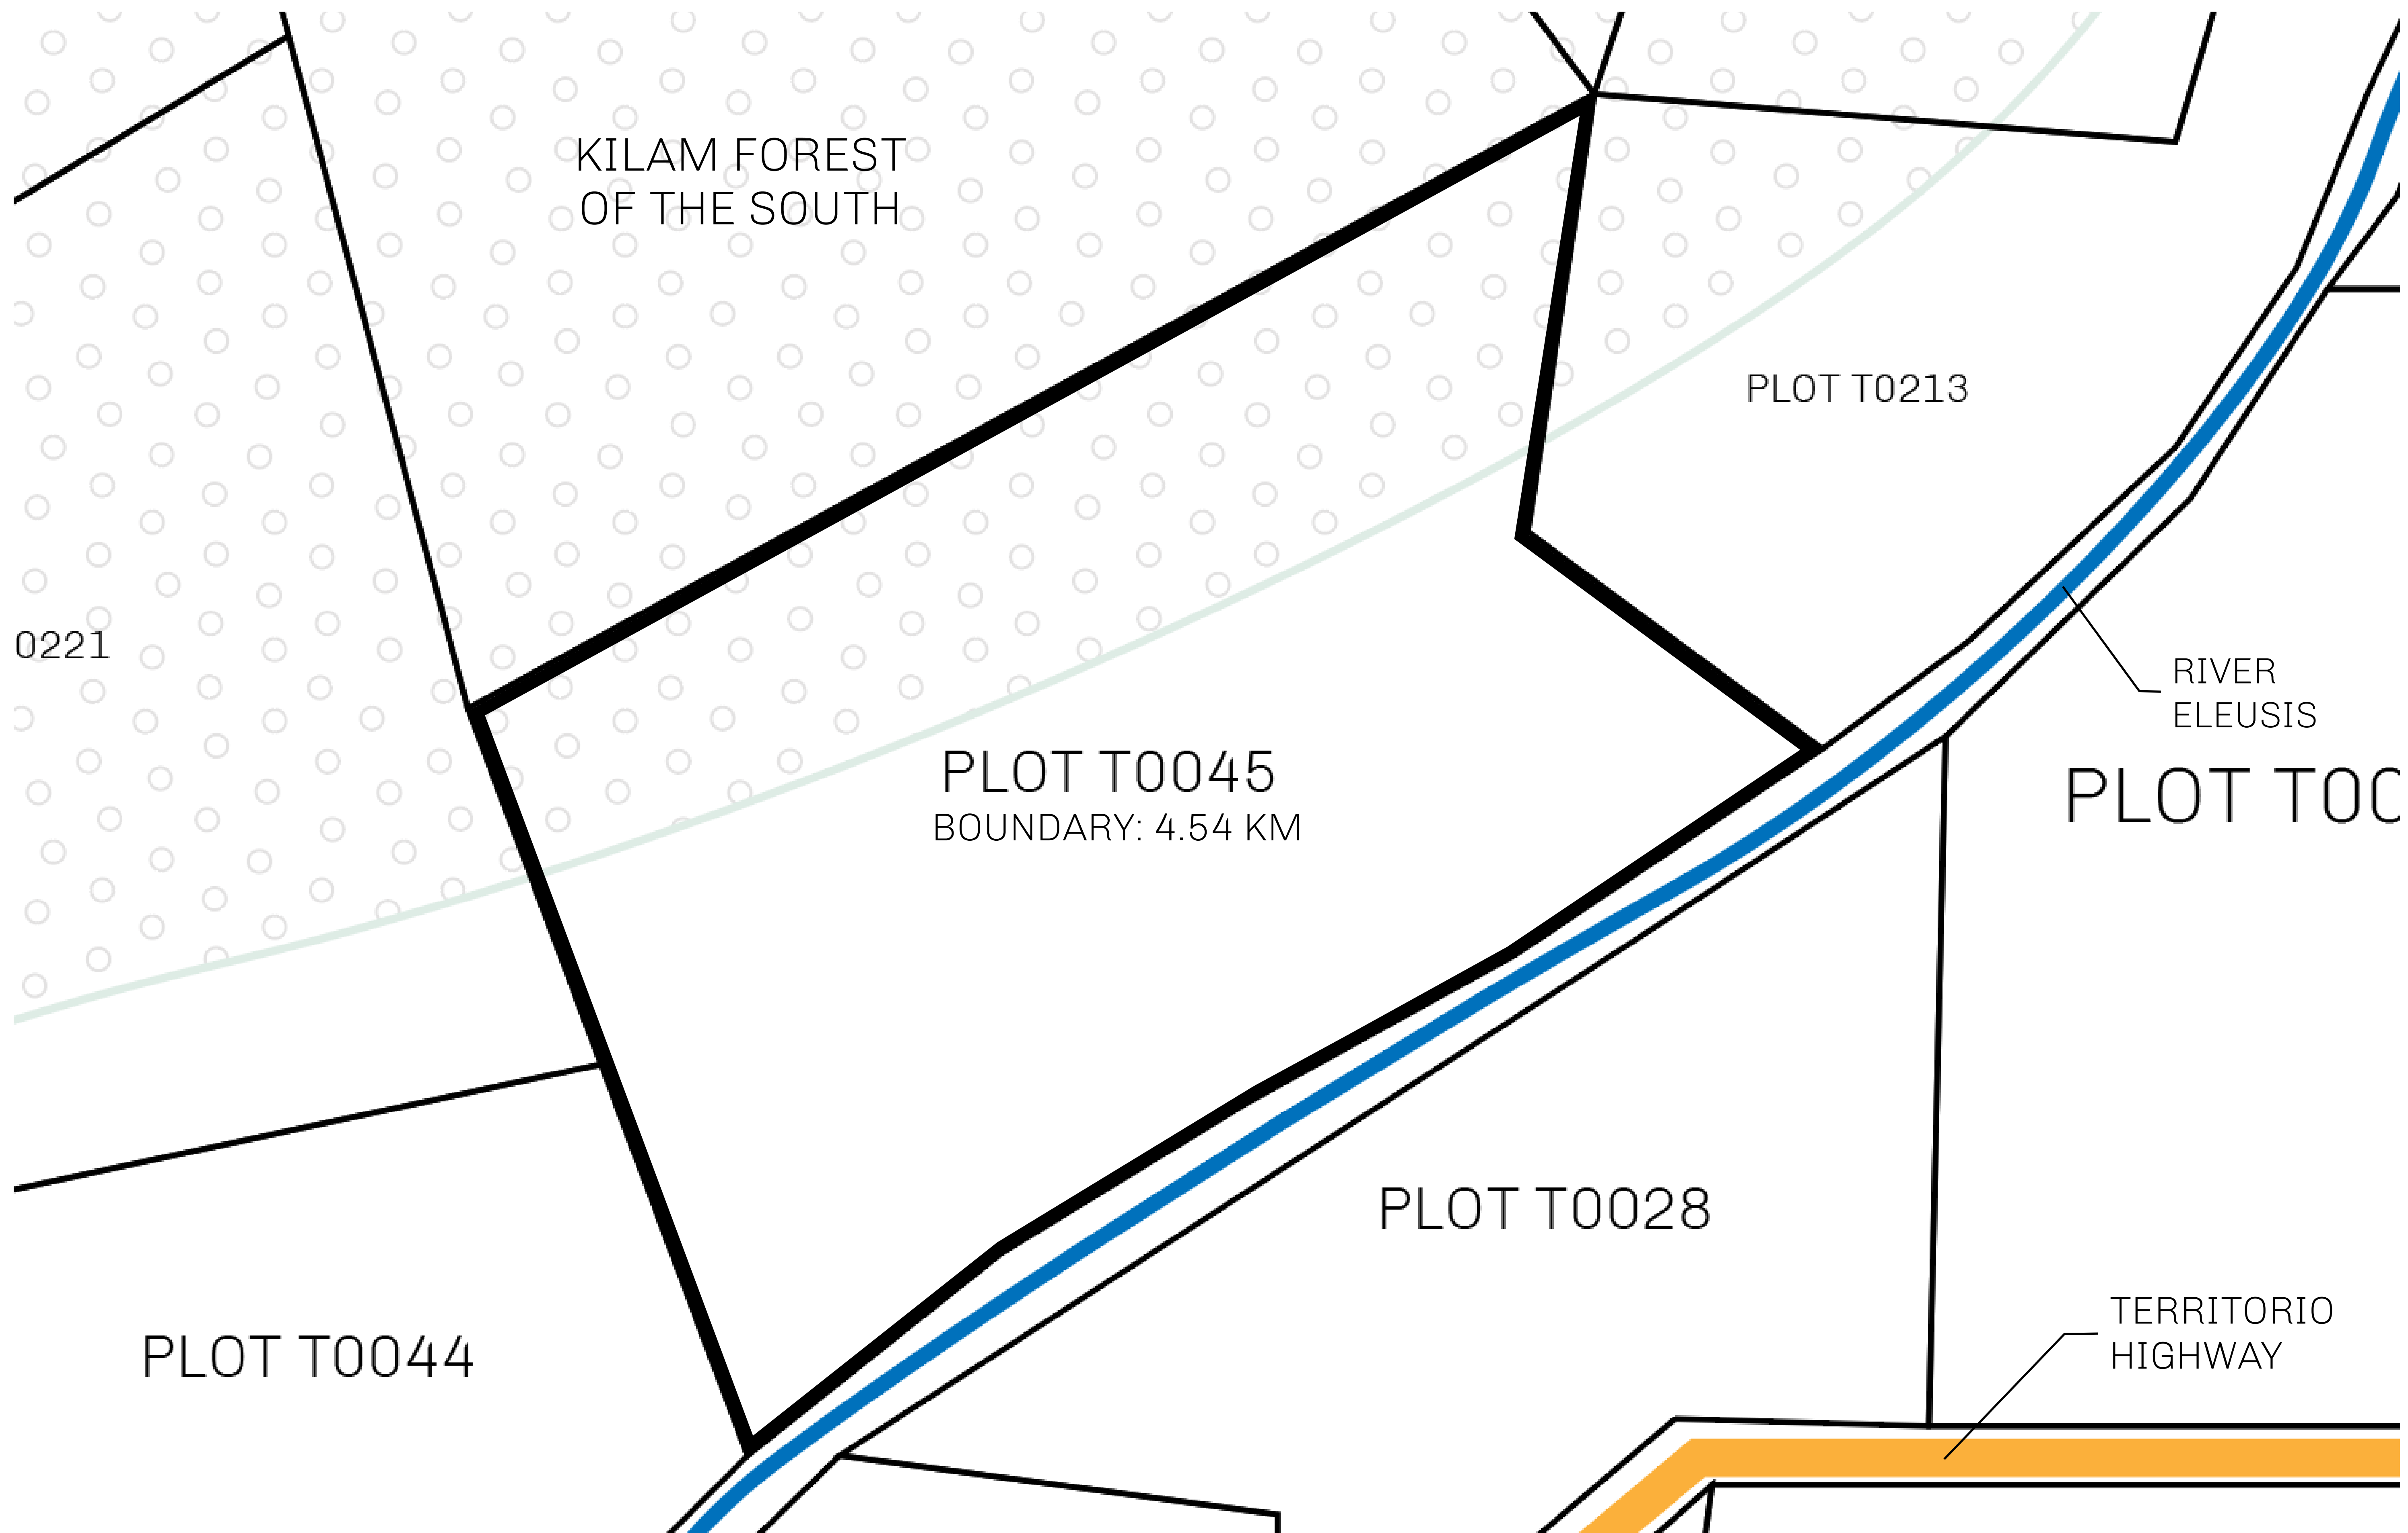 KILAM FOREST
OF THE SOUTH
PLOT T0213
0221
RIVER
ELEUSIS
PLOT T0045
BOUNDARY: 4.54 KM
PLOT T00
PLOT T0028
TERRITORIO
HIGHWAY
PLOT T0044